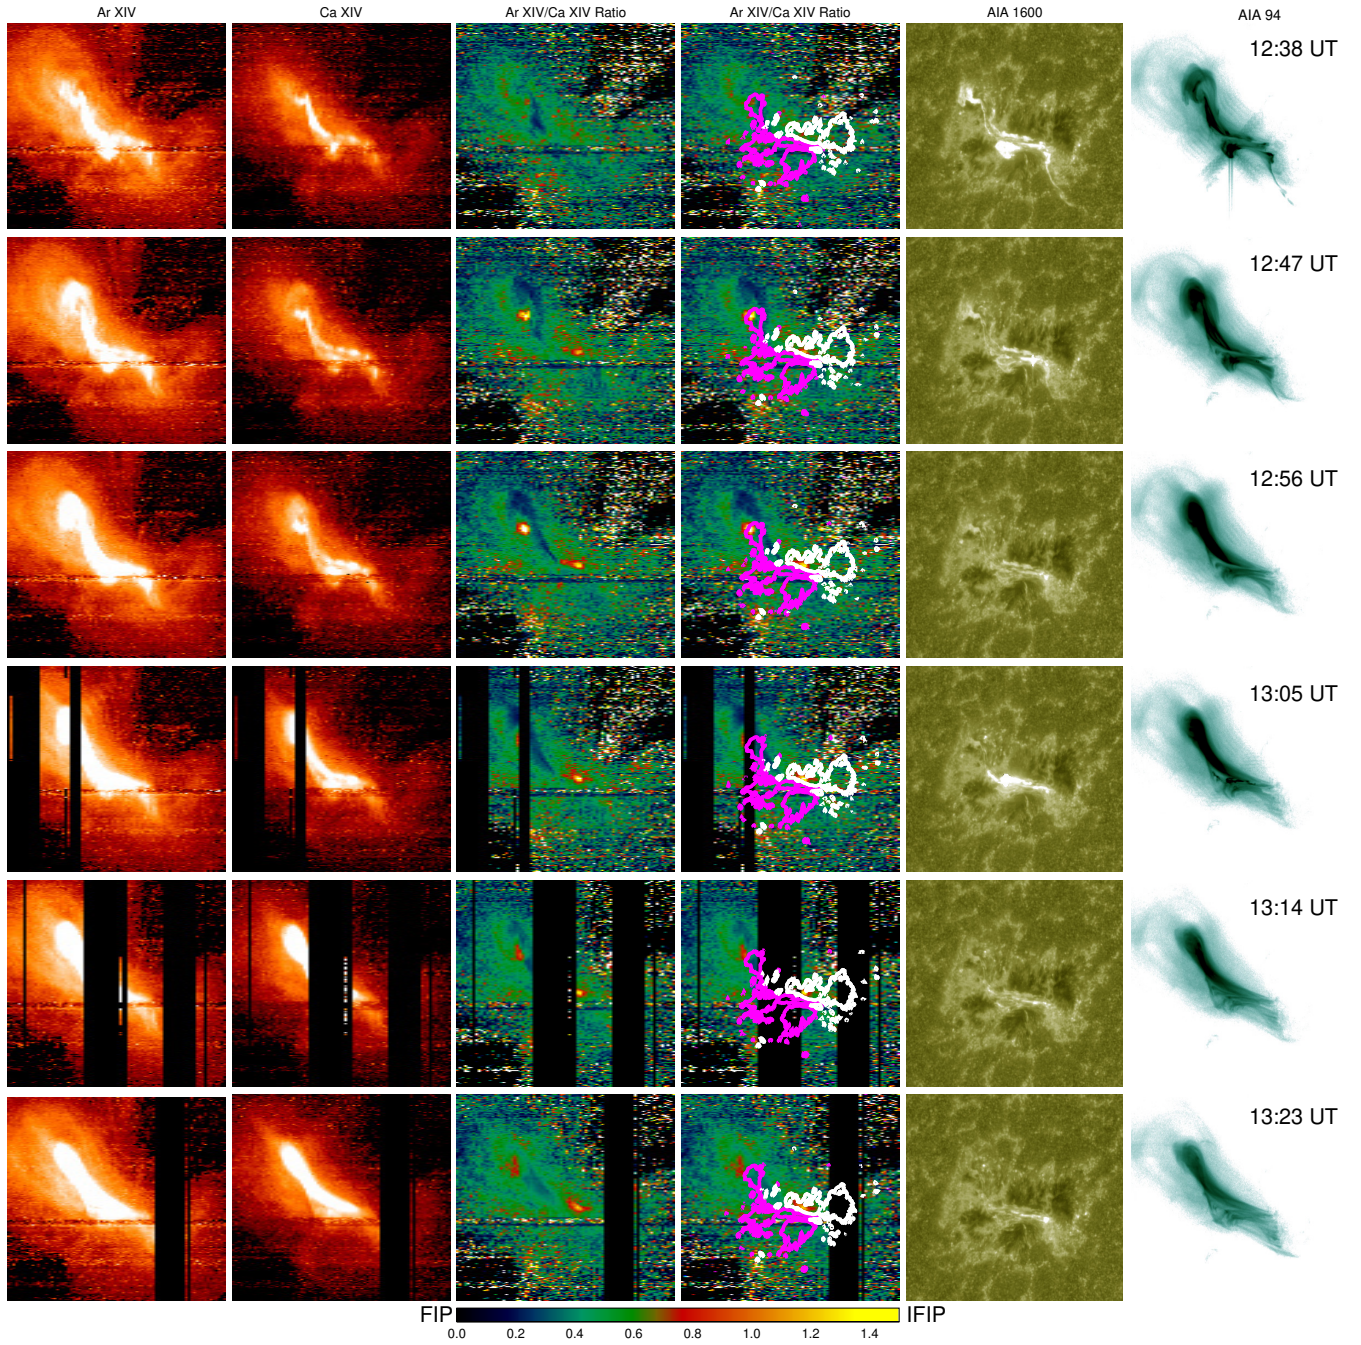 Ar XIV Ca XIV Ar XIV/Ca XIV Ratio Ar XIV/Ca XIV Ratio AIA 1600 AIA 94
12:38 UT
12:47 UT
12:56 UT
13:05 UT
13:14 UT
13:23 UT
FIP IFIP
0.0 0.2 0.4 0.6 0.8 1.0 1.2 1.4